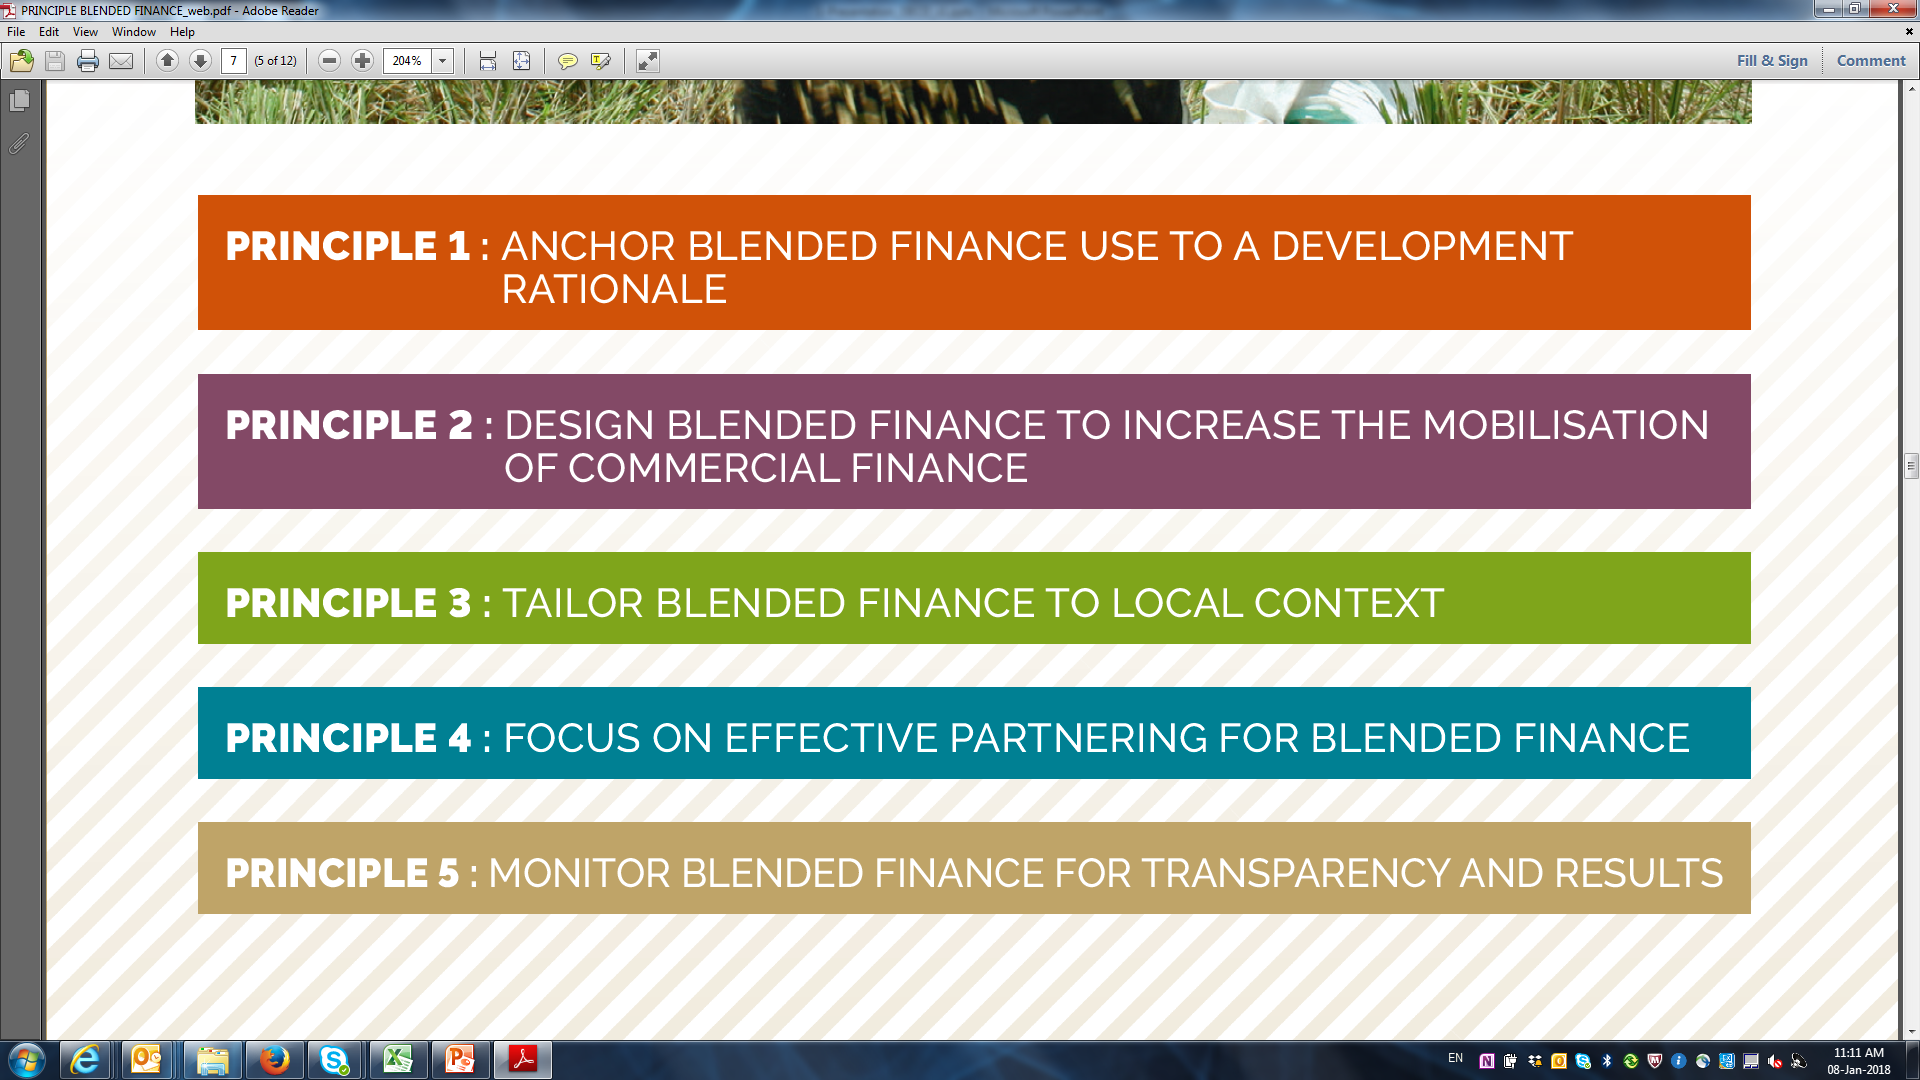 PRINCIPLE BLENDED FINANCE_web.pdf - Adobe Reader
File Edit View Window Help
7 (5 of 12) 204% Fill & Sign Comment
PRINCIPLE 1 : ANCHOR BLENDED FINANCE USE TO A DEVELOPMENT
RATIONALE
PRINCIPLE 2 : DESIGN BLENDED FINANCE TO INCREASE THE MOBILISATION
OF COMMERCIAL FINANCE
PRINCIPLE 3 : TAILOR BLENDED FINANCE TO LOCAL CONTEXT
PRINCIPLE 4 : FOCUS ON EFFECTIVE PARTNERING FOR BLENDED FINANCE
PRINCIPLE 5 : MONITOR BLENDED FINANCE FOR TRANSPARENCY AND RESULTS
EN 11:11 AM
08-Jan-2018